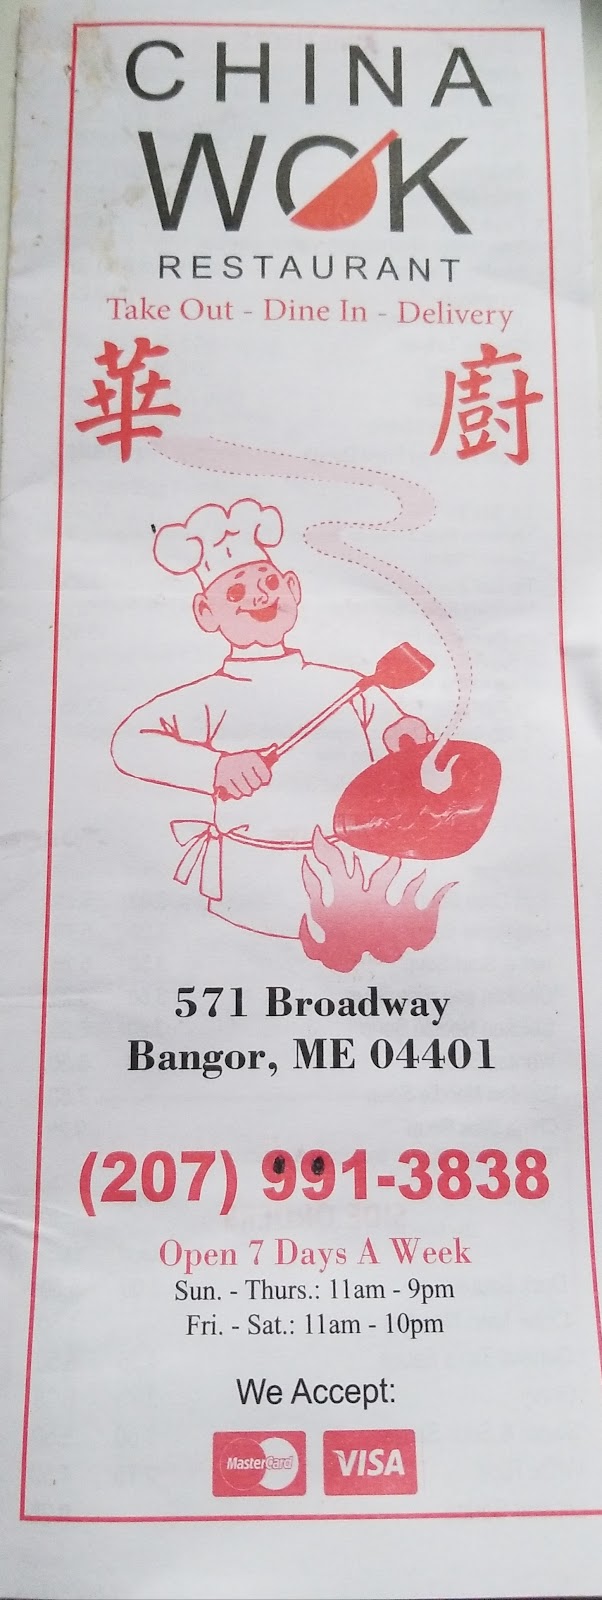 CHINA
WOK
RESTAURANT
Take Out - Dine In - Delivery
華 廚
571 Broadway
Bangor, ME 04401
(207) 991-3838
Open 7 Days A Week
Sun. - Thurs.: 11am - 9pm
Fri. - Sat.: 11am - 10pm
We Accept:
MasterCard VISA